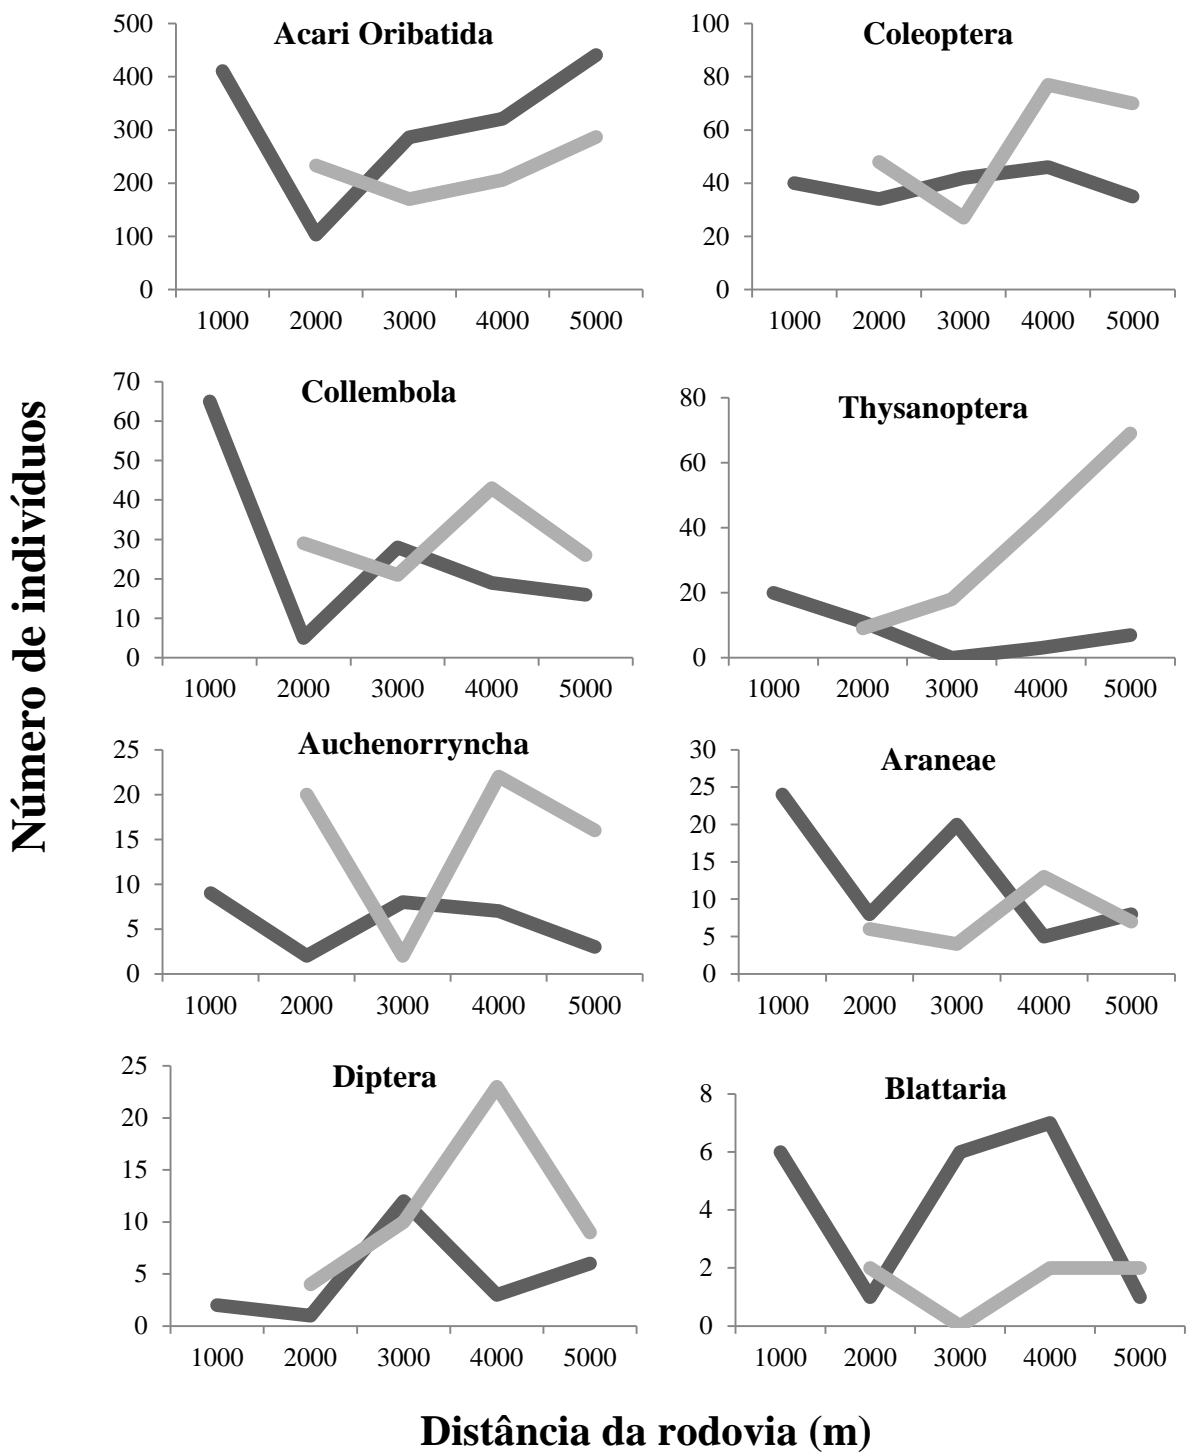 Número de indivíduos
Acari Oribatida
500
400
300
200
100
0
1000 2000 3000 4000 5000
Coleoptera
100
80
60
40
20
0
1000 2000 3000 4000 5000
Collembola
70
60
50
40
30
20
10
0
1000 2000 3000 4000 5000
Thysanoptera
80
60
40
20
0
1000 2000 3000 4000 5000
Auchenorryncha
25
20
15
10
5
0
1000 2000 3000 4000 5000
Araneae
30
25
20
15
10
5
0
1000 2000 3000 4000 5000
Diptera
25
20
15
10
5
0
1000 2000 3000 4000 5000
Blattaria
8
6
4
2
0
1000 2000 3000 4000 5000
Distância da rodovia (m)